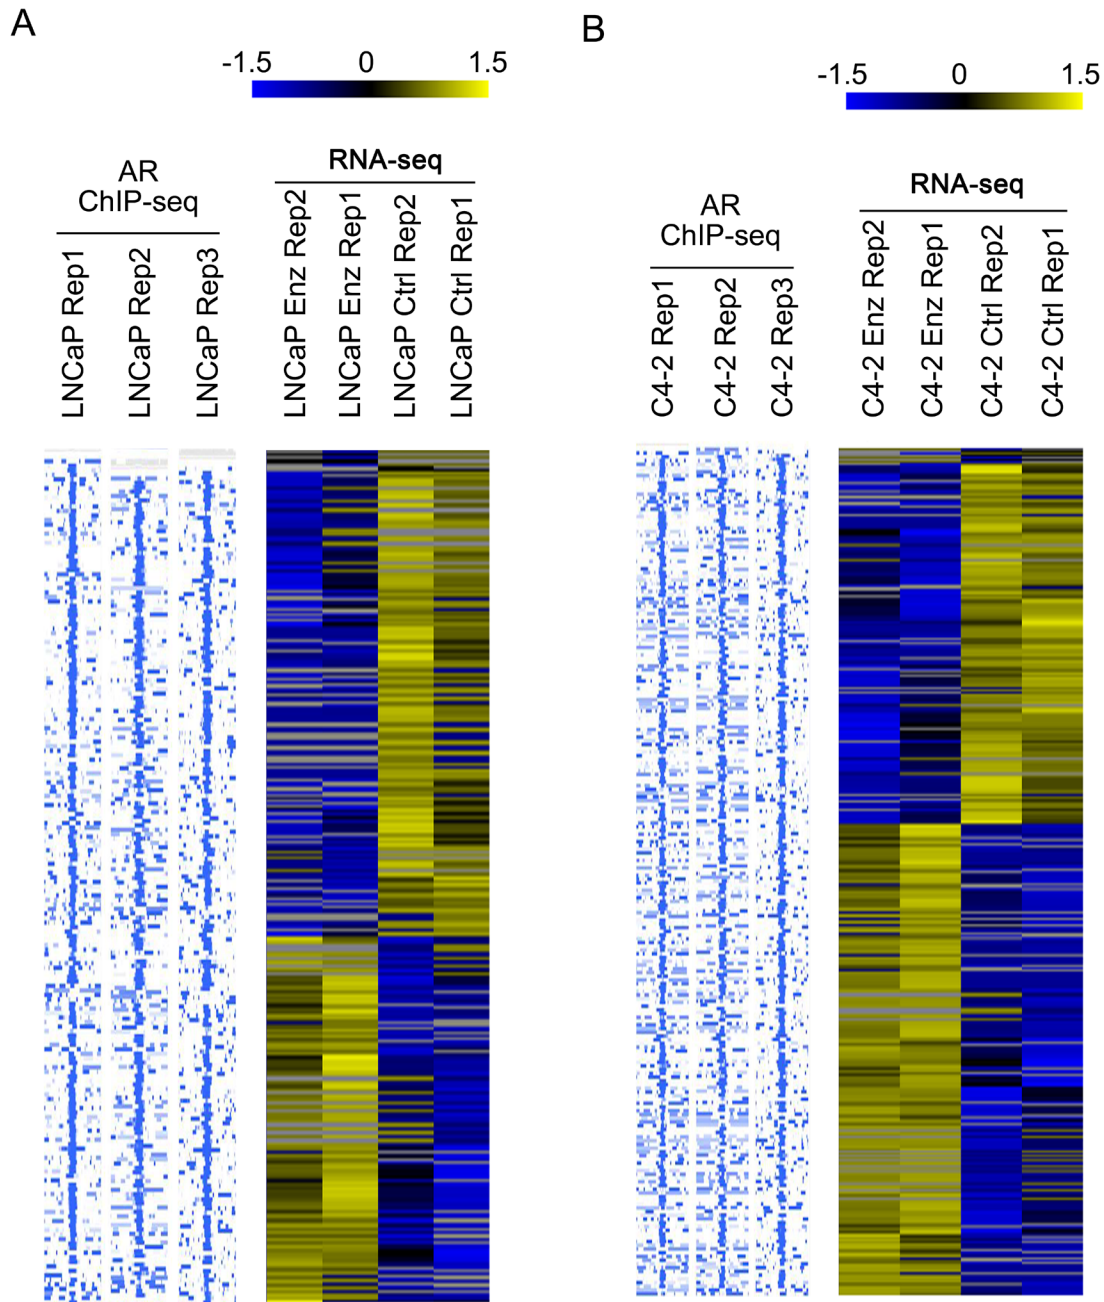 A
-1.5 0 1.5
AR
ChIP-seq
RNA-seq
LNCaP Rep1
LNCaP Rep2
LNCaP Rep3
LNCaP Enz Rep2
LNCaP Enz Rep1
LNCaP Ctrl Rep2
LNCaP Ctrl Rep1
B
-1.5 0 1.5
AR
ChIP-seq
RNA-seq
C4-2 Rep1
C4-2 Rep2
C4-2 Rep3
C4-2 Enz Rep2
C4-2 Enz Rep1
C4-2 Ctrl Rep2
C4-2 Ctrl Rep1